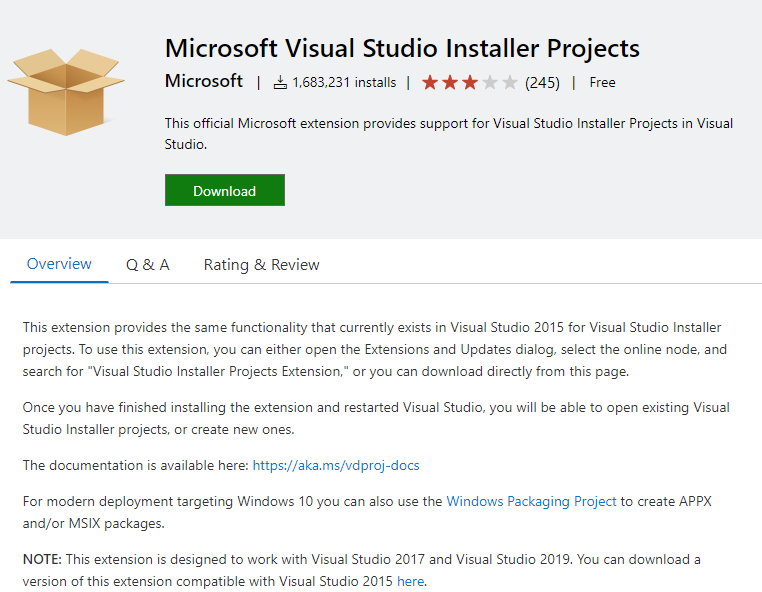 Microsoft Visual Studio Installer Projects
Microsoft | 1,683,231 installs | (245) | Free
This official Microsoft extension provides support for Visual Studio Installer Projects in Visual
Studio.
Download
Overview Q & A Rating & Review
This extension provides the same functionality that currently exists in Visual Studio 2015 for Visual Studio Installer
projects. To use this extension, you can either open the Extensions and Updates dialog, select the online node, and
search for "Visual Studio Installer Projects Extension," or you can download directly from this page.
Once you have finished installing the extension and restarted Visual Studio, you will be able to open existing Visual
Studio Installer projects, or create new ones.
The documentation is available here: https://aka.ms/vdproj-docs
For modern deployment targeting Windows 10 you can also use the Windows Packaging Project to create APPX
and/or MSIX packages.
NOTE: This extension is designed to work with Visual Studio 2017 and Visual Studio 2019. You can download a
version of this extension compatible with Visual Studio 2015 here.